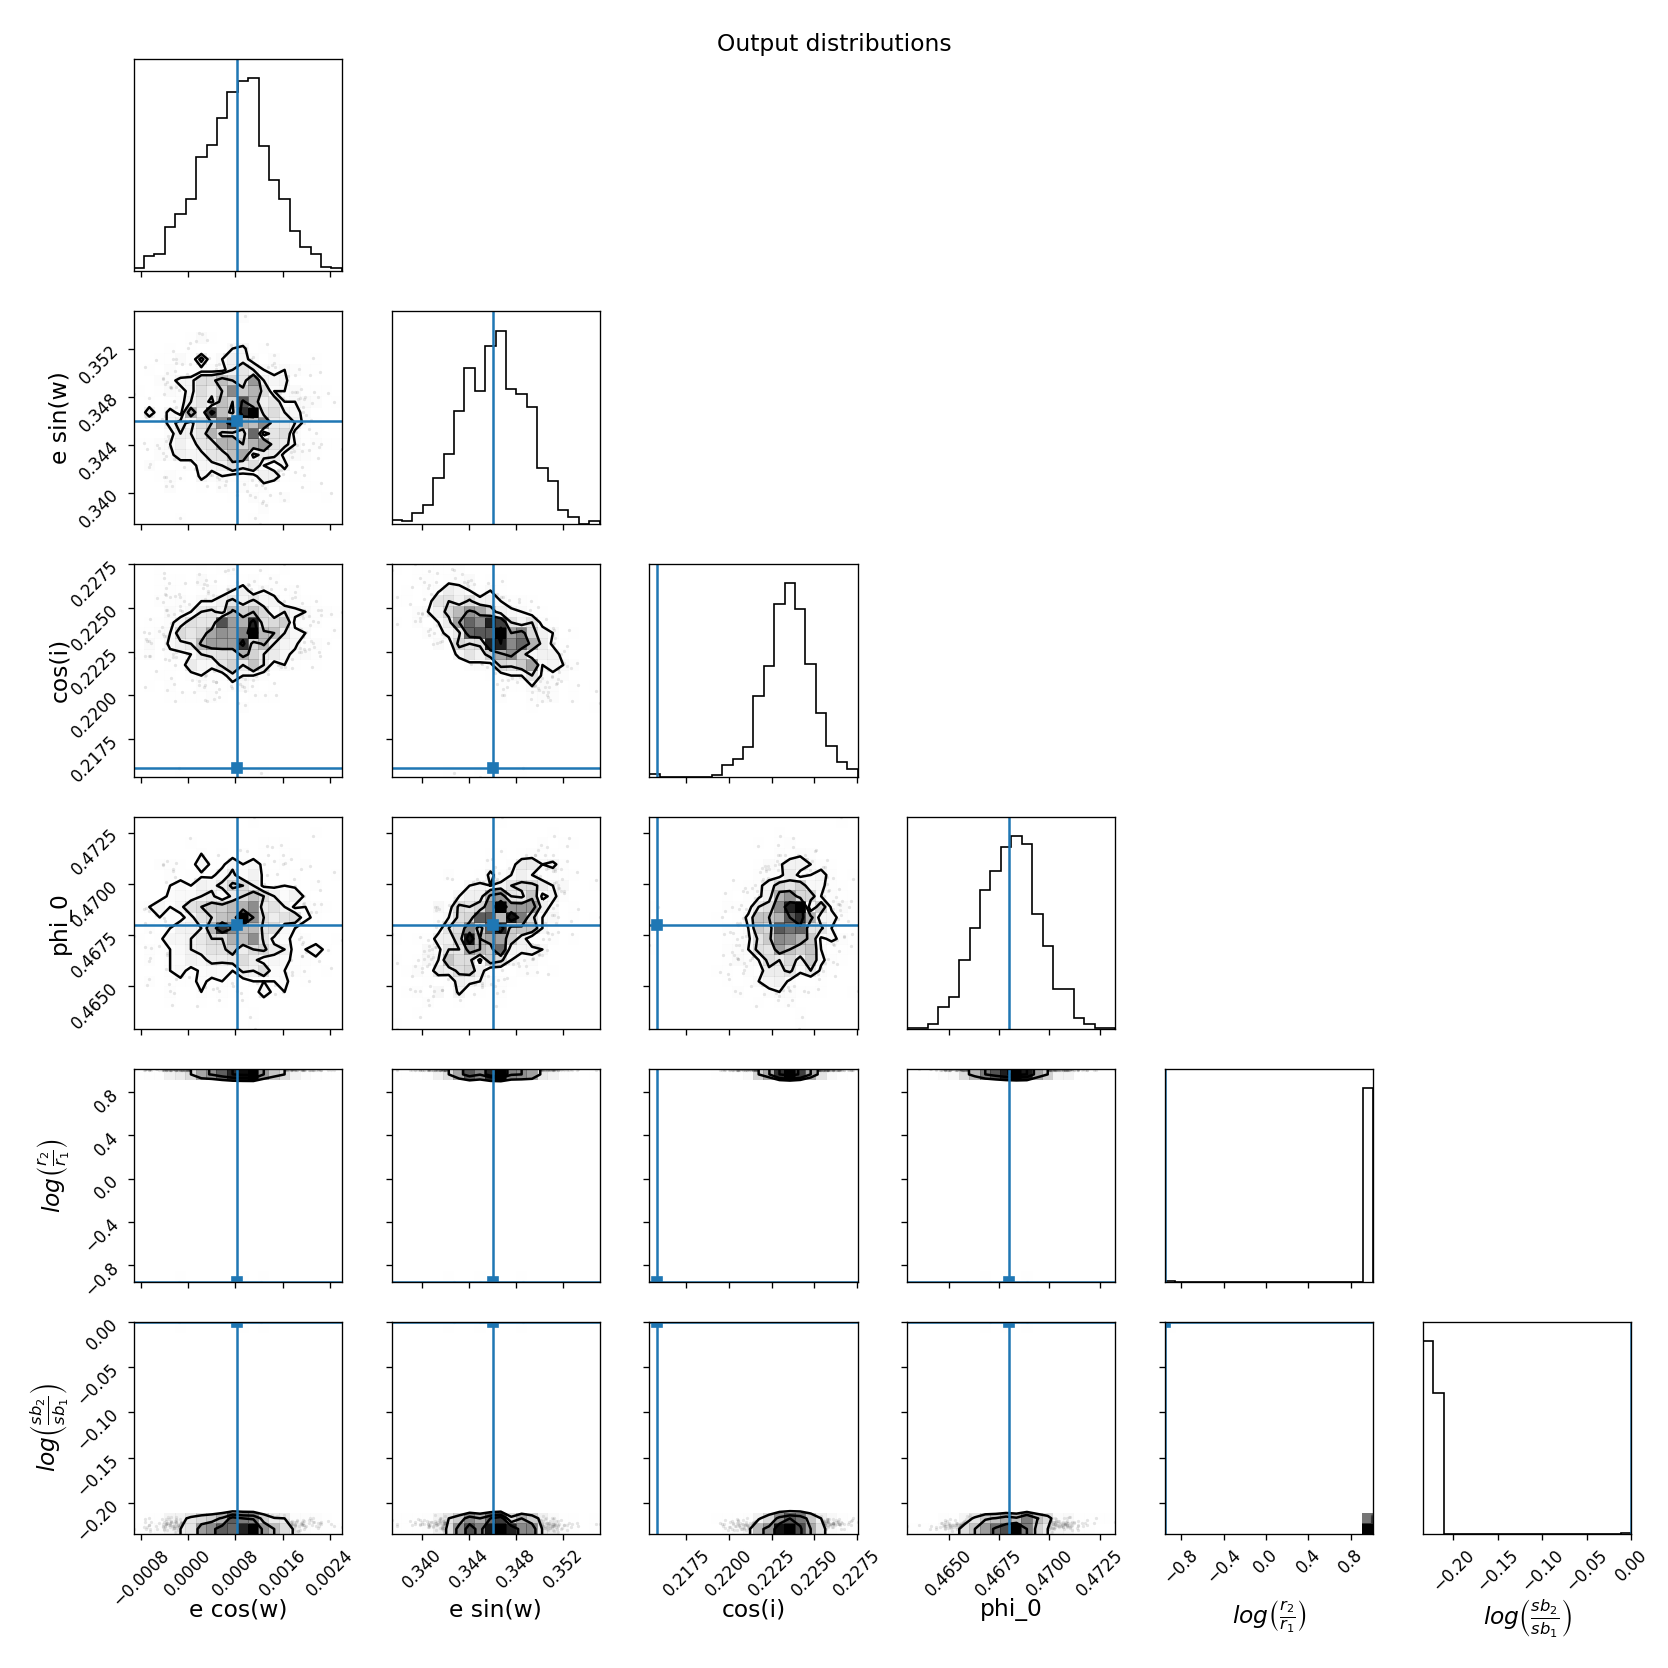 Output distributions
e sin(w)
0.352
0.348
0.344
0.340
cos(i)
0.2275
0.2250
0.2225
0.2200
0.2175
phi_0
0.4725
0.4700
0.4675
0.4650
log(r2/r1)
0.8
0.4
0.0
−0.4
−0.8
log(sb2/sb1)
0.00
−0.05
−0.10
−0.15
−0.20
−0.0008 0.0000 0.0008 0.0016 0.0024
0.340 0.344 0.348 0.352
0.2175 0.2200 0.2225 0.2250 0.2275
0.4650 0.4675 0.4700 0.4725
−0.8 −0.4 0.0 0.4 0.8
−0.20 −0.15 −0.10 −0.05 0.00
e cos(w)
e sin(w)
cos(i)
phi_0
log(r2/r1)
log(sb2/sb1)